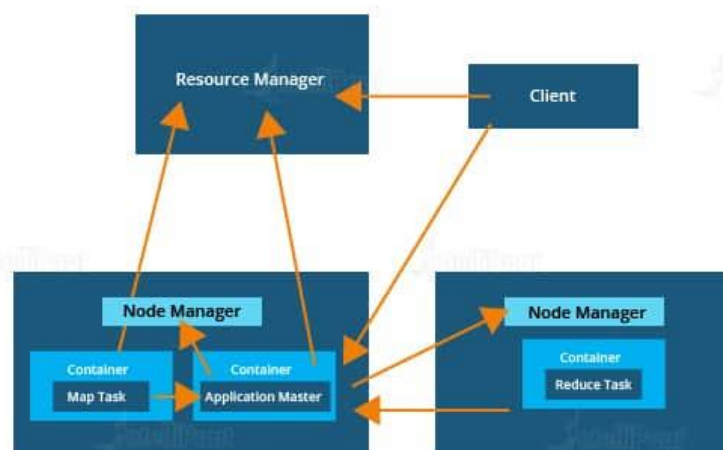 Resource Manager
Client
Node Manager
Container
Map Task
Container
Application Master
Node Manager
Container
Reduce Task